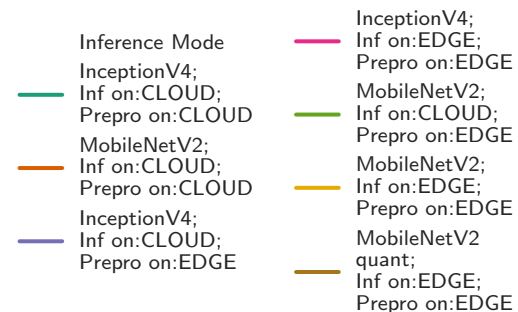 Inference Mode
InceptionV4;
Inf on:CLOUD;
Prepro on:CLOUD
MobileNetV2;
Inf on:CLOUD;
Prepro on:CLOUD
InceptionV4;
Inf on:CLOUD;
Prepro on:EDGE
InceptionV4;
Inf on:EDGE;
Prepro on:EDGE
MobileNetV2;
Inf on:CLOUD;
Prepro on:EDGE
MobileNetV2;
Inf on:EDGE;
Prepro on:EDGE
MobileNetV2
quant;
Inf on:EDGE;
Prepro on:EDGE